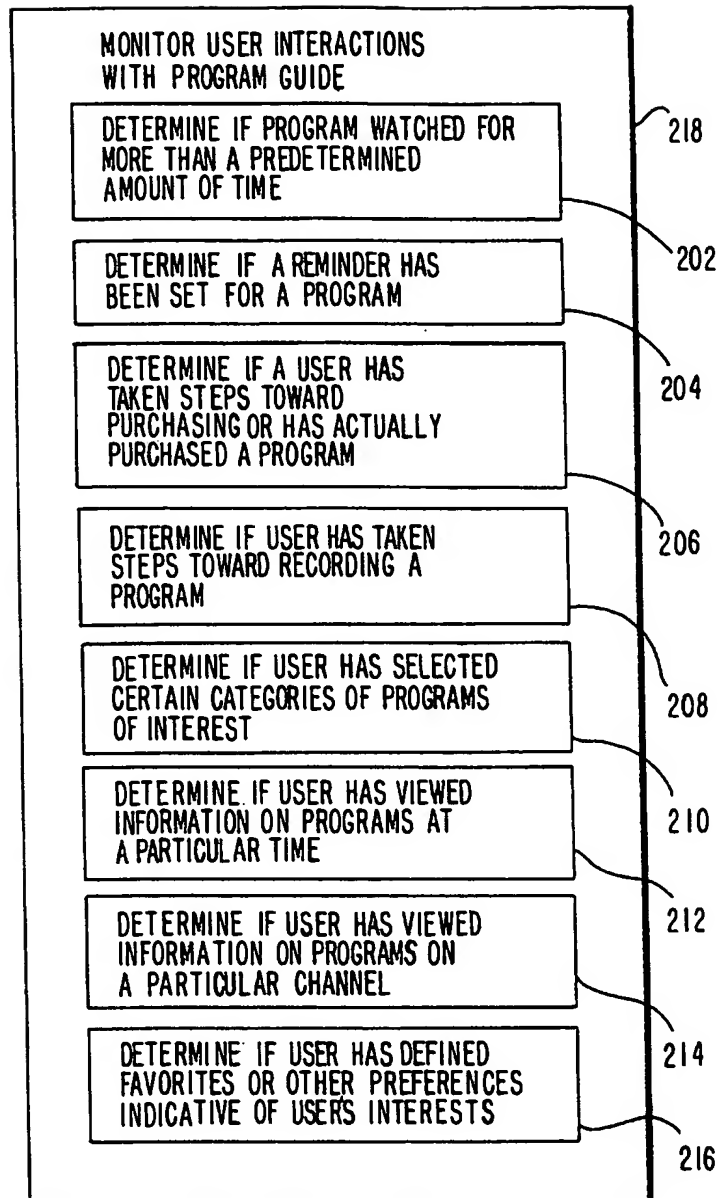 MONITOR USER INTERACTIONS
WITH PROGRAM GUIDE
218
DETERMINE IF PROGRAM WATCHED FOR
MORE THAN A PREDETERMINED
AMOUNT OF TIME
202
DETERMINE IF A REMINDER HAS
BEEN SET FOR A PROGRAM
204
DETERMINE IF A USER HAS
TAKEN STEPS TOWARD
PURCHASING OR HAS ACTUALLY
PURCHASED A PROGRAM
206
DETERMINE IF USER HAS TAKEN
STEPS TOWARD RECORDING A
PROGRAM
208
DETERMINE IF USER HAS SELECTED
CERTAIN CATEGORIES OF PROGRAMS
OF INTEREST
210
DETERMINE IF USER HAS VIEWED
INFORMATION ON PROGRAMS AT
A PARTICULAR TIME
212
DETERMINE IF USER HAS VIEWED
INFORMATION ON PROGRAMS ON
A PARTICULAR CHANNEL
214
DETERMINE IF USER HAS DEFINED
FAVORITES OR OTHER PREFERENCES
INDICATIVE OF USER'S INTERESTS
216